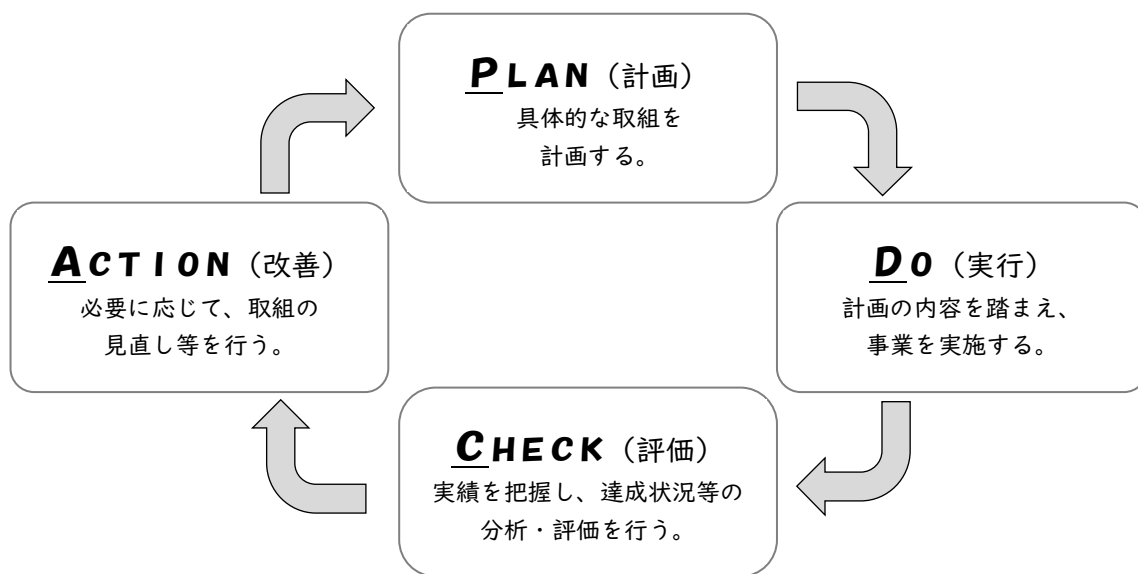 PLAN（計画）
具体的な取組を
計画する。
DO（実行）
計画の内容を踏まえ、
事業を実施する。
CHECK（評価）
実績を把握し、達成状況等の
分析・評価を行う。
ACTION（改善）
必要に応じて、取組の
見直し等を行う。